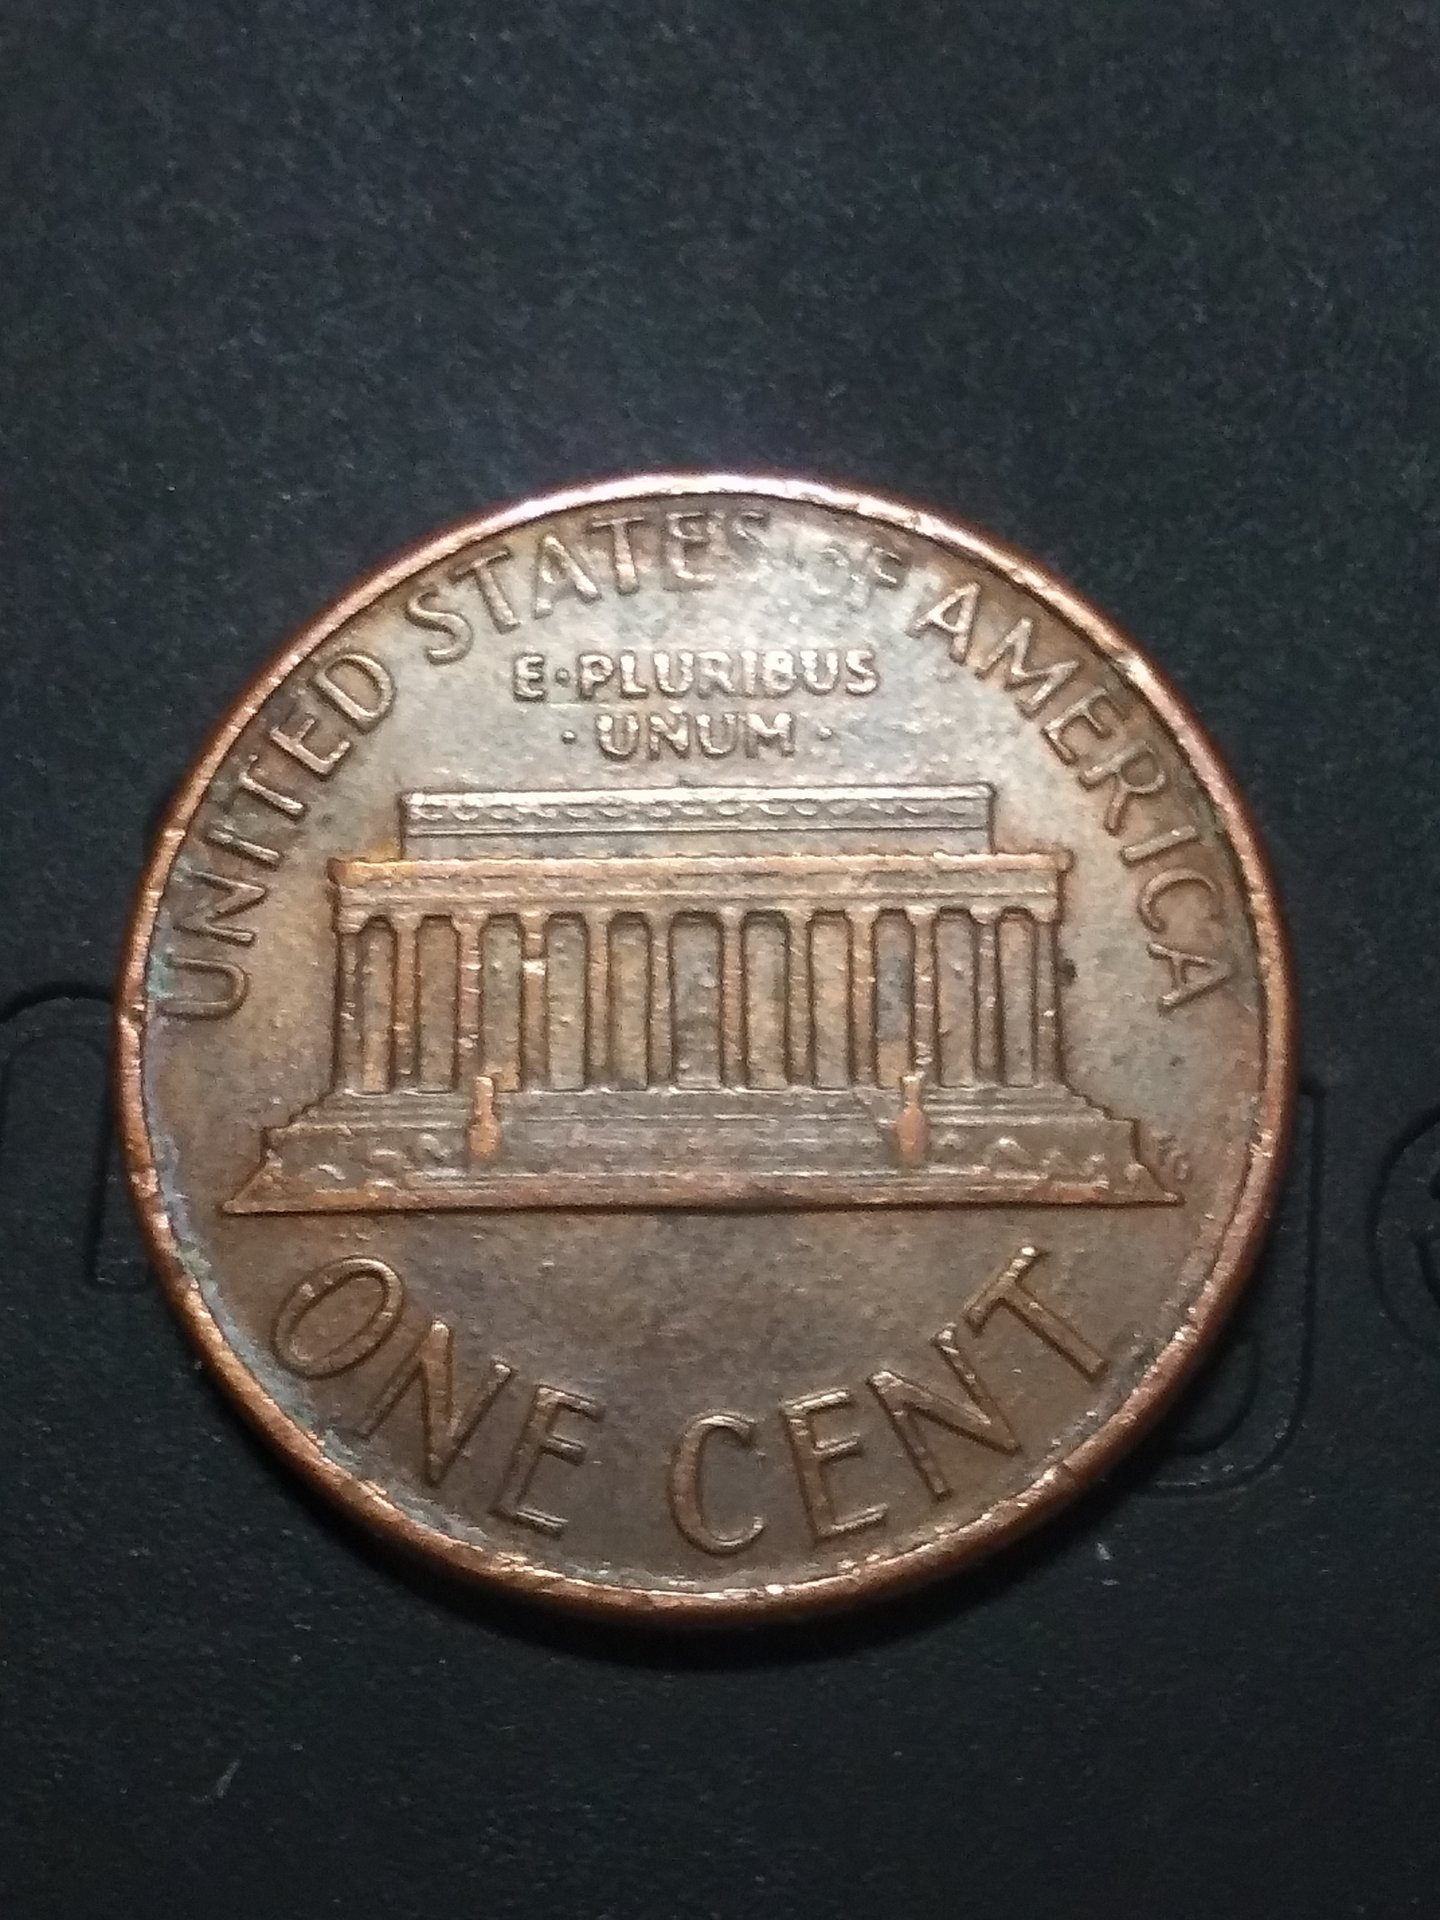 UNITED STATES OF AMERICA
E·PLURIBUS
·UNUM·
ONE CENT